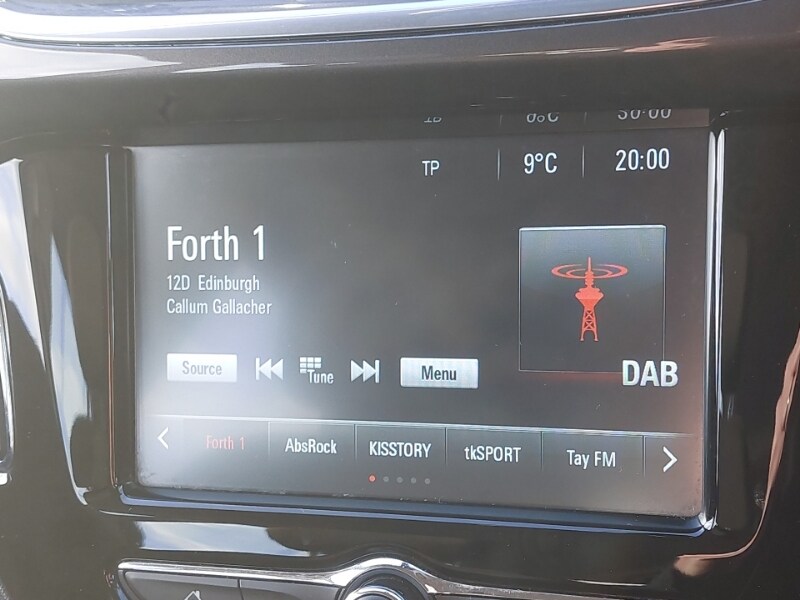 TP 9°C 20:00
Forth 1
12D Edinburgh
Callum Gallacher
DAB
Source Tune Menu
Forth 1 AbsRock KISSTORY tkSPORT Tay FM